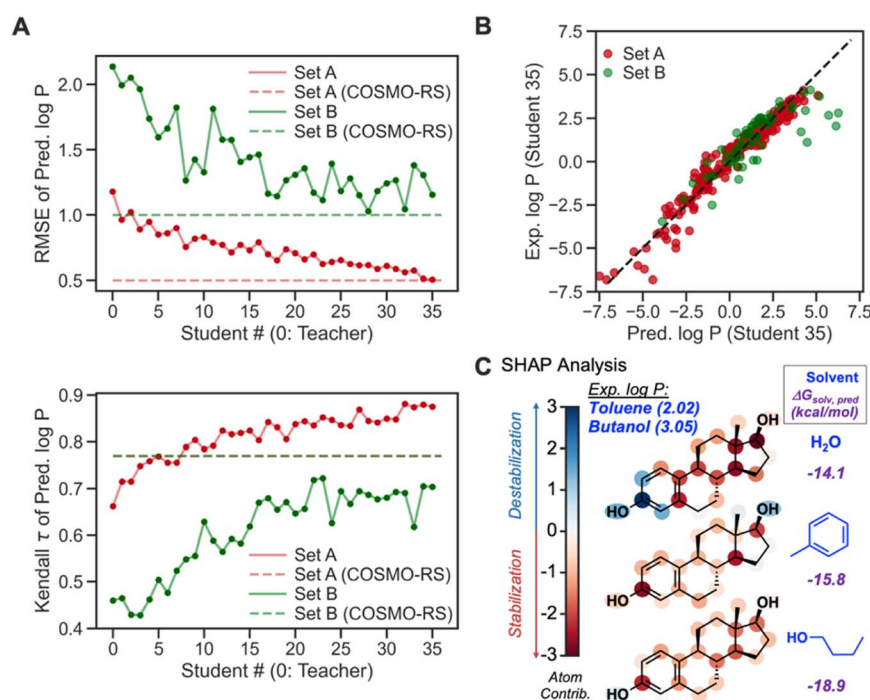 A
RMSE of Pred. log P
2.0
1.5
1.0
0.5
Set A
Set A (COSMO-RS)
Set B
Set B (COSMO-RS)
0 5 10 15 20 25 30 35
Student # (0: Teacher)
Kendall τ of Pred. log P
0.9
0.8
0.7
0.6
0.5
0.4
Set A
Set A (COSMO-RS)
Set B
Set B (COSMO-RS)
0 5 10 15 20 25 30 35
Student # (0: Teacher)
B
Exp. log P
(Student 35)
7.5
5.0
2.5
0.0
−2.5
−5.0
−7.5
Set A
Set B
−7.5 −5.0 −2.5 0.0 2.5 5.0 7.5
Pred. log P (Student 35)
C SHAP Analysis
Destabilization
Stabilization
3
2
1
0
-1
-2
-3
Atom
Contrib.
Exp. log P:
Toluene (2.02)
Butanol (3.05)
Solvent
ΔGsolv, pred
(kcal/mol)
OH
HO
H2O
-14.1
OH
HO
-15.8
OH
HO
HO
-18.9